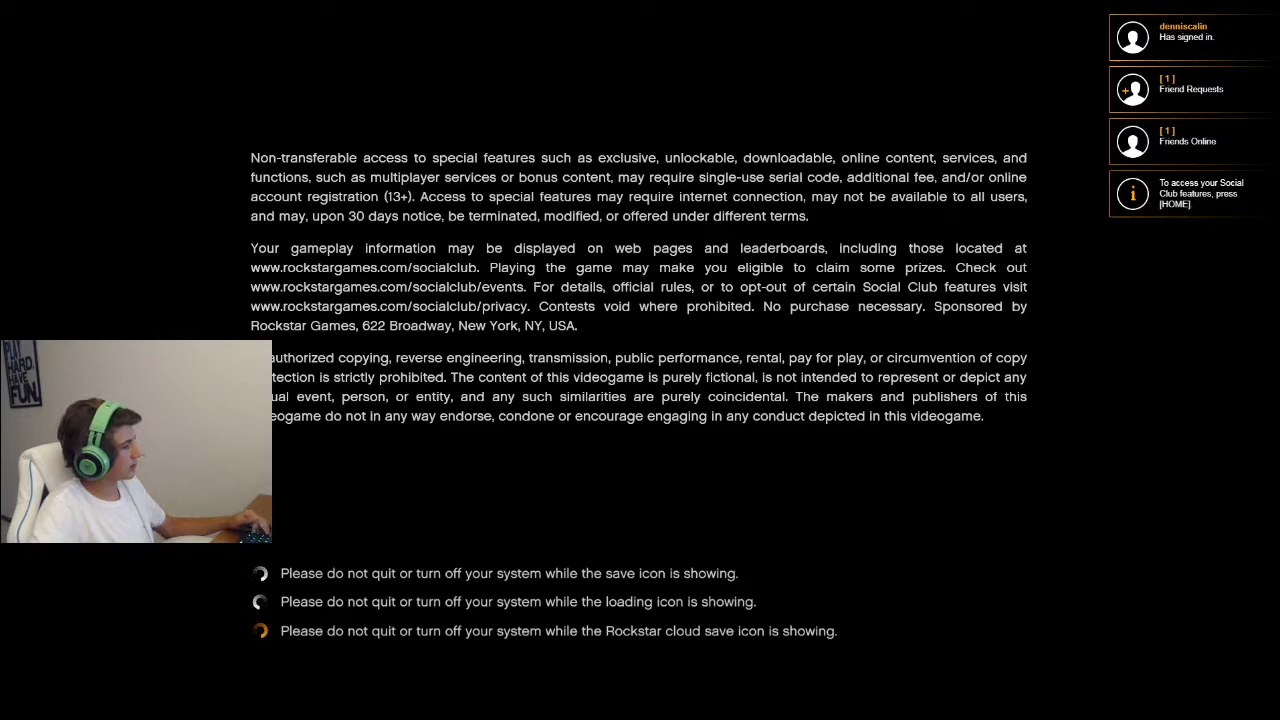 denniscalin
Has signed in.
[ 1 ]
Friend Requests
[ 1 ]
Friends Online
To access your Social
Club features, press
[HOME]
Non-transferable access to special features such as exclusive, unlockable, downloadable, online content, services, and
functions, such as multiplayer services or bonus content, may require single-use serial code, additional fee, and/or online
account registration (13+). Access to special features may require internet connection, may not be available to all users,
and may, upon 30 days notice, be terminated, modified, or offered under different terms.
Your gameplay information may be displayed on web pages and leaderboards, including those located at
www.rockstargames.com/socialclub. Playing the game may make you eligible to claim some prizes. Check out
www.rockstargames.com/socialclub/events. For details, official rules, or to opt-out of certain Social Club features visit
www.rockstargames.com/socialclub/privacy. Contests void where prohibited. No purchase necessary. Sponsored by
Rockstar Games, 622 Broadway, New York, NY, USA.
authorized copying, reverse engineering, transmission, public performance, rental, pay for play, or circumvention of copy
tection is strictly prohibited. The content of this videogame is purely fictional, is not intended to represent or depict any
ual event, person, or entity, and any such similarities are purely coincidental. The makers and publishers of this
eogame do not in any way endorse, condone or encourage engaging in any conduct depicted in this videogame.
PLAY
HARD.
HAVE
FUN.
Please do not quit or turn off your system while the save icon is showing.
Please do not quit or turn off your system while the loading icon is showing.
Please do not quit or turn off your system while the Rockstar cloud save icon is showing.